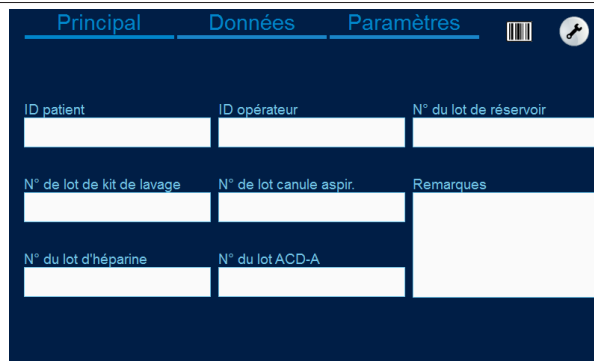 Principal Données Paramètres
ID patient ID opérateur N° du lot de réservoir
N° de lot de kit de lavage N° de lot canule aspir. Remarques
N° du lot d'héparine N° du lot ACD-A